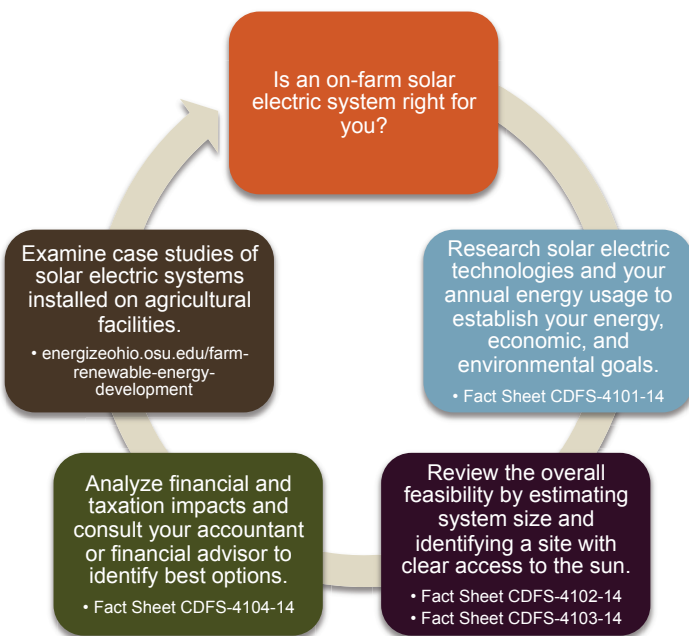 Is an on-farm solar
electric system right for
you?
Research solar electric
technologies and your
annual energy usage to
establish your energy,
economic, and
environmental goals.
• Fact Sheet CDFS-4101-14
Review the overall
feasibility by estimating
system size and
identifying a site with
clear access to the sun.
• Fact Sheet CDFS-4102-14
• Fact Sheet CDFS-4103-14
Analyze financial and
taxation impacts and
consult your accountant
or financial advisor to
identify best options.
• Fact Sheet CDFS-4104-14
Examine case studies of
solar electric systems
installed on agricultural
facilities.
• energizeohio.osu.edu/farm-
renewable-energy-
development